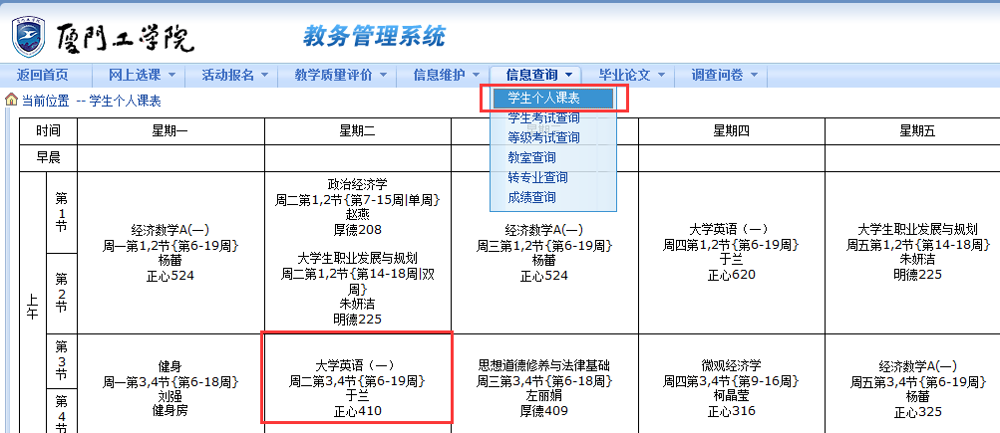 厦門工学院
教务管理系统
返回首页 网上选课 活动报名 教学质量评价 信息维护 信息查询 毕业论文 调查问卷
当前位置 -- 学生个人课表
学生个人课表
学生考试查询
等级考试查询
教室查询
转专业查询
成绩查询
时间 星期一 星期二 星期四 星期五
早晨
上午
第1节
第2节
经济数学A(一)
周一第1,2节{第6-19周}
杨蕾
正心524
政治经济学
周二第1,2节{第7-15周|单周}
赵燕
厚德208
大学生职业发展与规划
周二第1,2节{第14-18周|双
周}
朱妍洁
明德225
经济数学A(一)
周三第1,2节{第6-19周}
杨蕾
正心524
大学英语（一）
周四第1,2节{第6-19周}
于兰
正心620
大学生职业发展与规划
周五第1,2节{第14-18周}
朱妍洁
明德225
第3节
第4节
健身
周一第3,4节{第6-18周}
刘强
健身房
大学英语（一）
周二第3,4节{第6-19周}
于兰
正心410
思想道德修养与法律基础
周三第3,4节{第6-18周}
左丽娟
厚德409
微观经济学
周四第3,4节{第9-16周}
柯晶莹
正心316
经济数学A(一)
周五第3,4节{第6-19周}
杨蕾
正心325